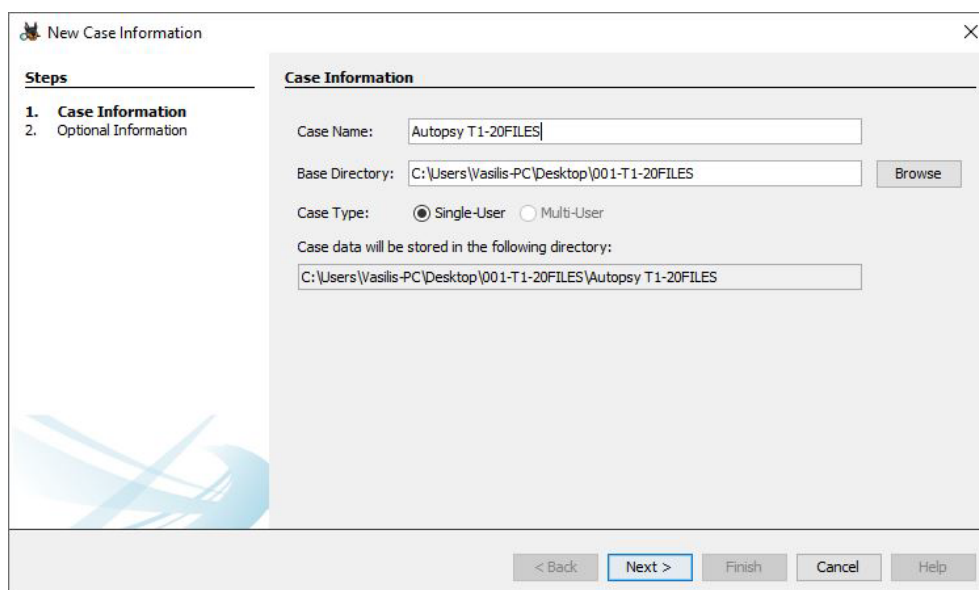 New Case Information
Steps
1. Case Information
2. Optional Information
Case Information
Case Name: Autopsy T1-20FILES
Base Directory: C:\Users\Vasilis-PC\Desktop\001-T1-20FILES Browse
Case Type: Single-User Multi-User
Case data will be stored in the following directory:
C:\Users\Vasilis-PC\Desktop\001-T1-20FILES\Autopsy T1-20FILES
< Back Next > Finish Cancel Help